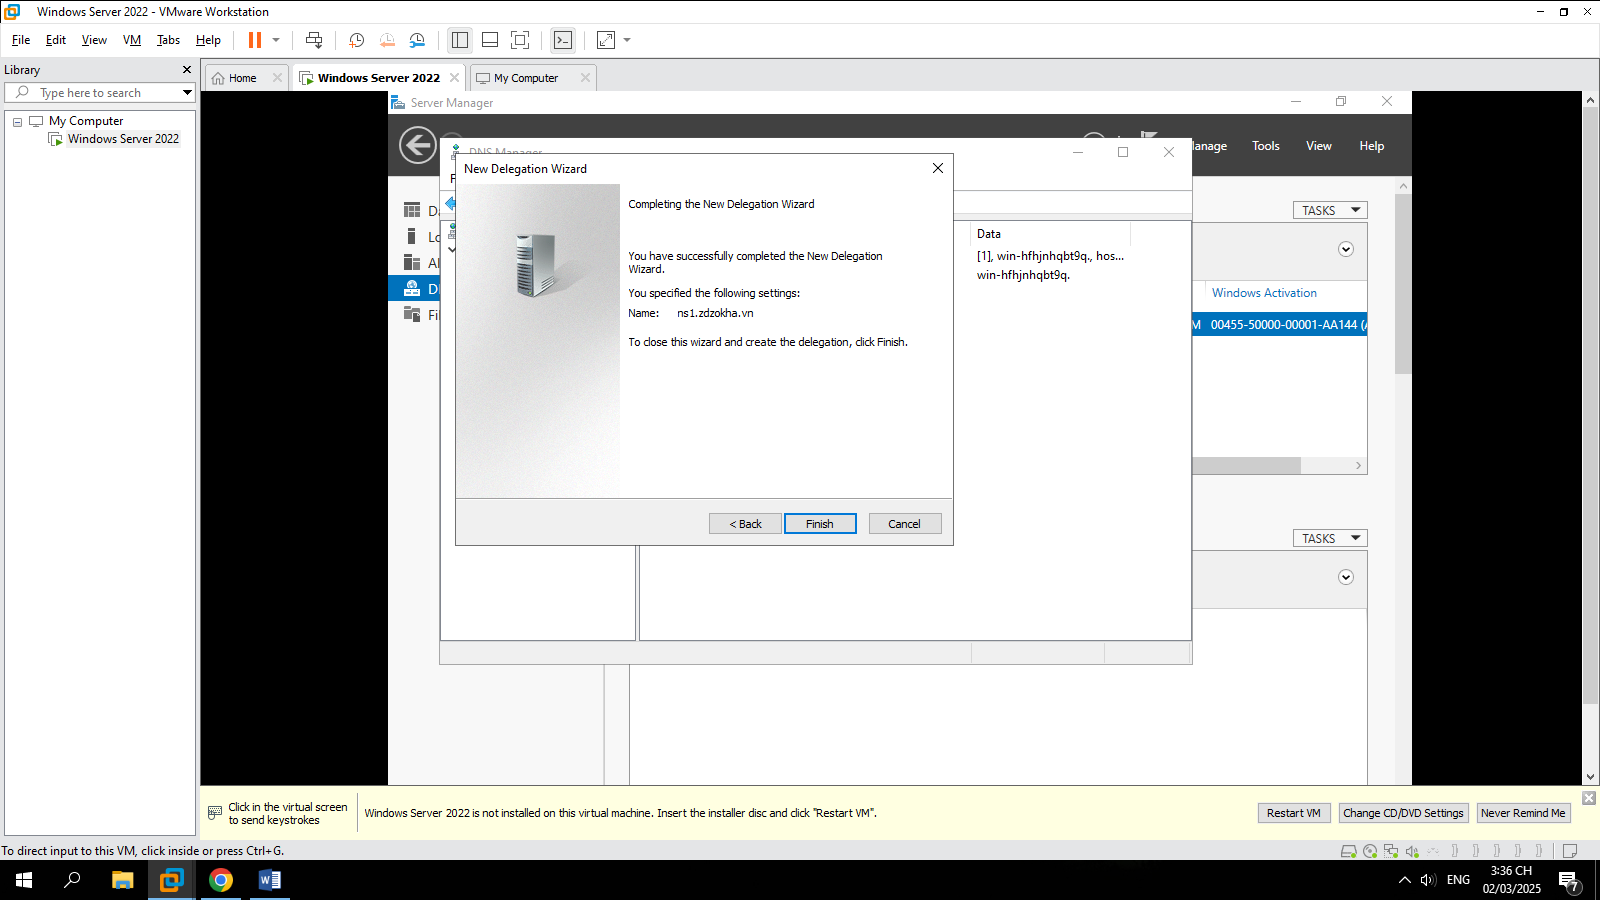 Windows Server 2022 - VMware Workstation
File Edit View VM Tabs Help
Library
Type here to search
My Computer
Windows Server 2022
Home
Windows Server 2022
My Computer
Server Manager
Manage Tools View Help
DNS Manager
New Delegation Wizard
Completing the New Delegation Wizard
You have successfully completed the New Delegation
Wizard.
You specified the following settings:
Name: ns1.zdzokha.vn
To close this wizard and create the delegation, click Finish.
< Back Finish Cancel
Data
[1], win-hfhjnhqbt9q., hos...
win-hfhjnhqbt9q.
TASKS
Windows Activation
00455-50000-00001-AA144 (A
TASKS
Click in the virtual screen
to send keystrokes
Windows Server 2022 is not installed on this virtual machine. Insert the installer disc and click "Restart VM".
Restart VM Change CD/DVD Settings Never Remind Me
To direct input to this VM, click inside or press Ctrl+G.
ENG
3:36 CH
02/03/2025
7